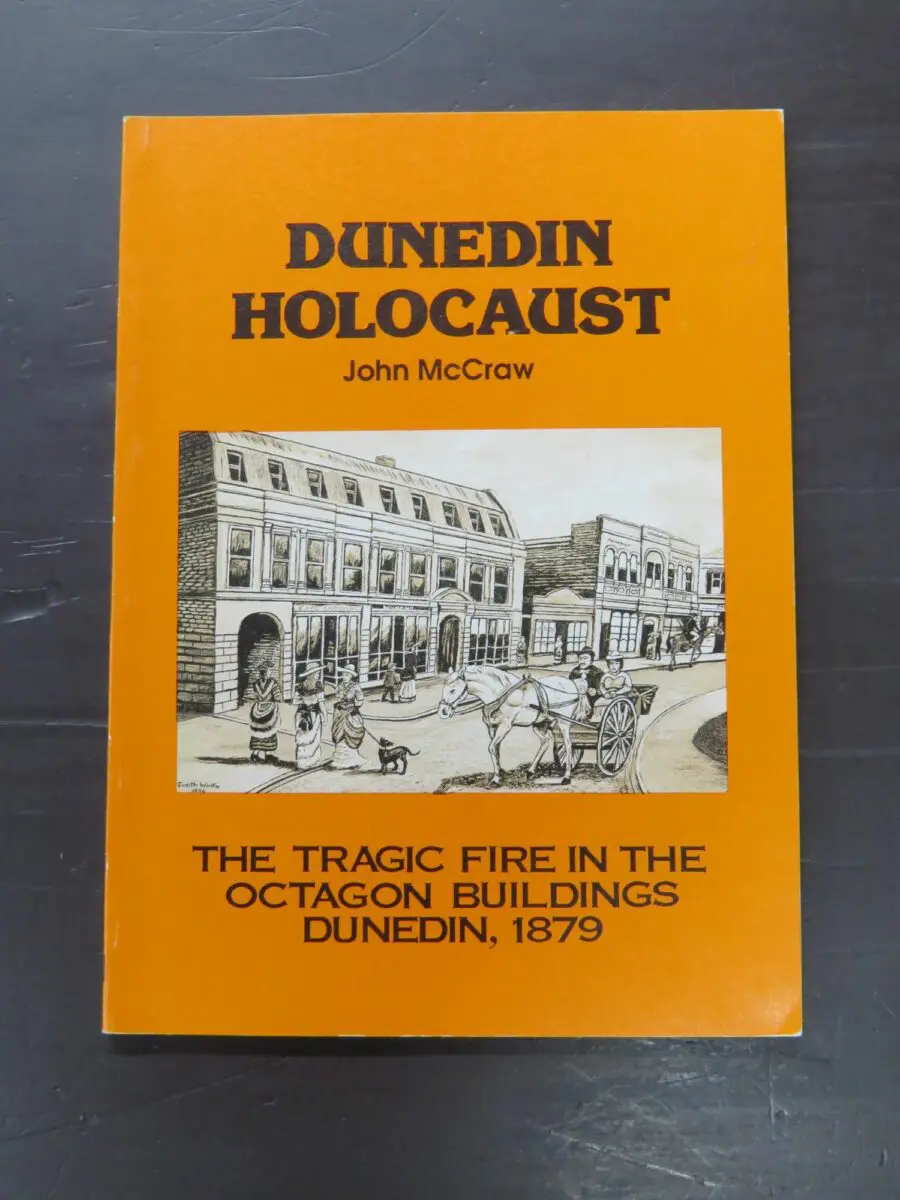 DUNEDIN
HOLOCAUST
John McCraw
THE TRAGIC FIRE IN THE
OCTAGON BUILDINGS
DUNEDIN, 1879